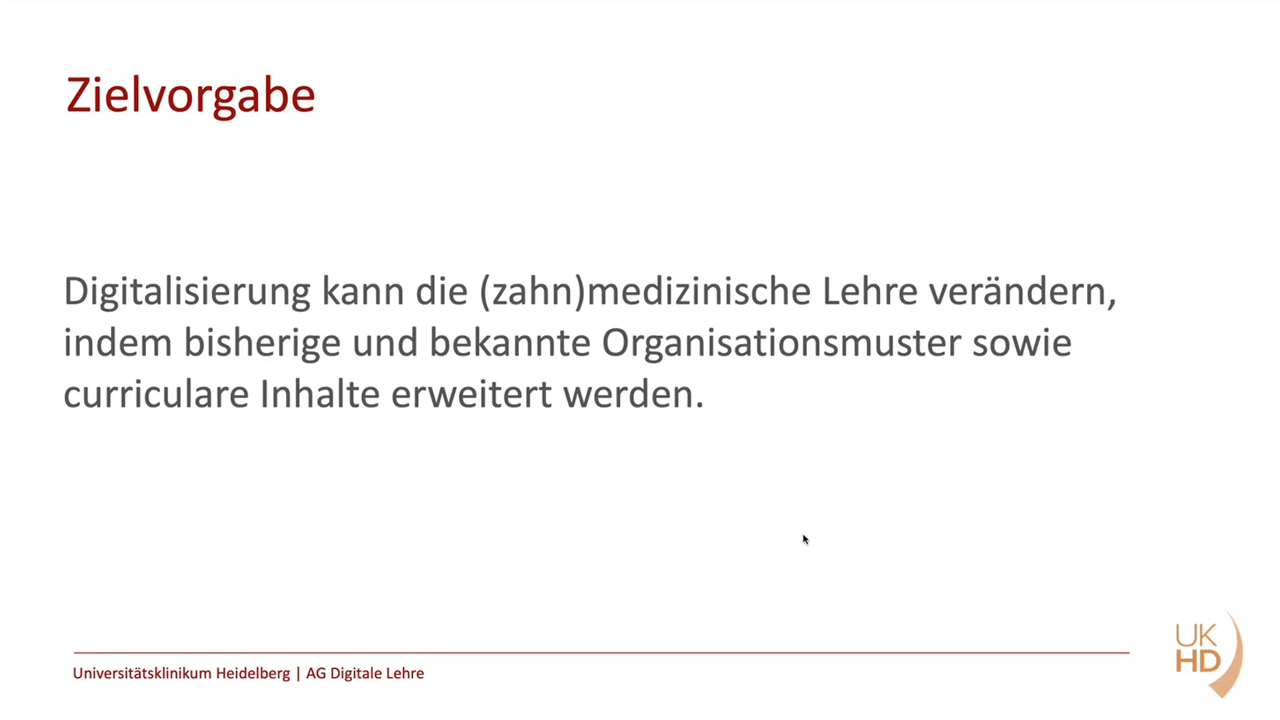 Zielvorgabe
Digitalisierung kann die (zahn)medizinische Lehre verändern,
indem bisherige und bekannte Organisationsmuster sowie
curriculare Inhalte erweitert werden.
Universitätsklinikum Heidelberg | AG Digitale Lehre
UK
HD